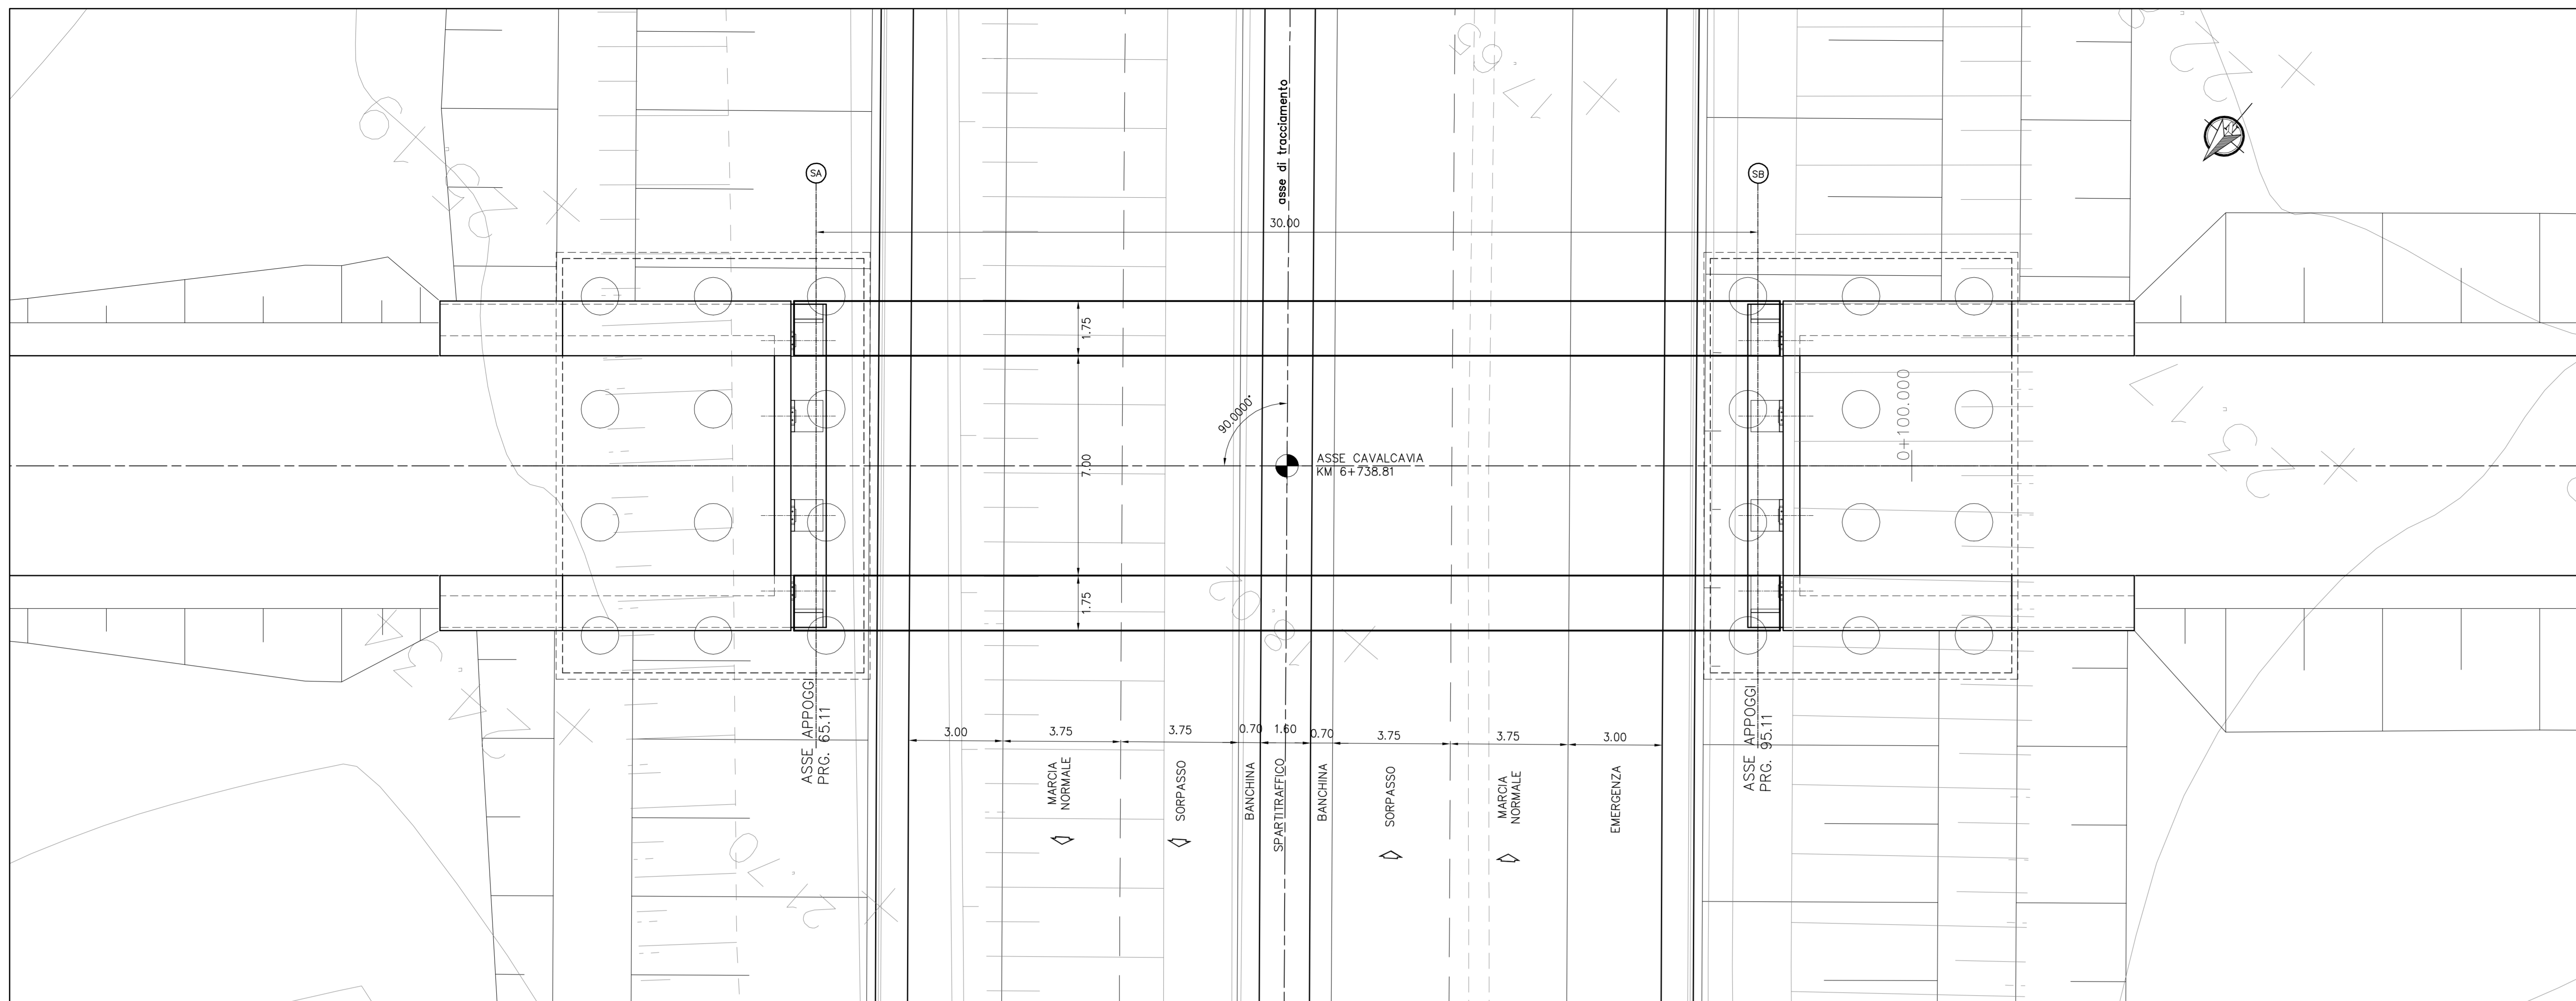 asse di tracciamento
SA
SB
30.00
1.75
90.0000°
7.00
ASSE CAVALCAVIA
KM 6+738.81
0+100.000
1.75
ASSE APPOGGI
PRG. 65.11
ASSE APPOGGI
PRG. 95.11
3.00
3.75
3.75
0.70
1.60
0.70
3.75
3.75
3.00
MARCIA
NORMALE
SORPASSO
BANCHINA
SPARTITRAFFICO
BANCHINA
SORPASSO
MARCIA
NORMALE
EMERGENZA